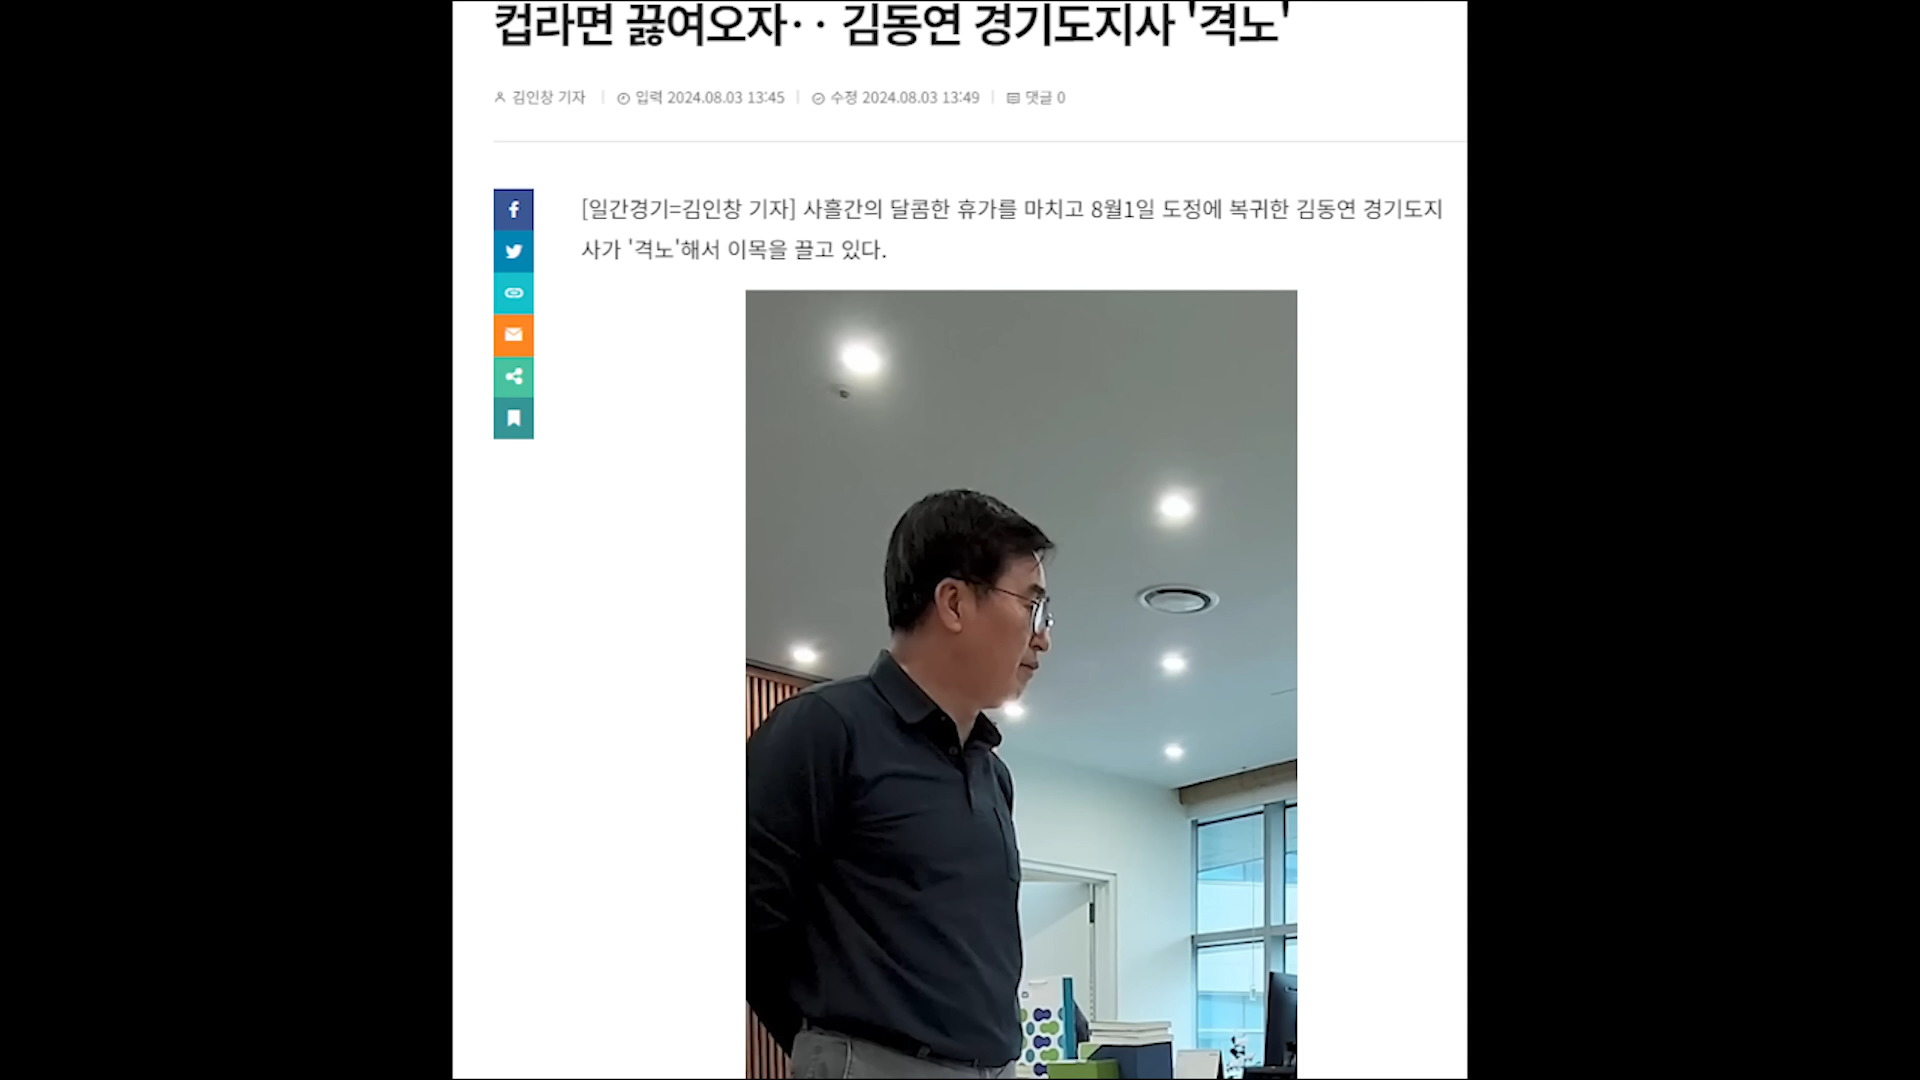 컵라면 끓여오자‥ 김동연 경기도지사 '격노'
김인창 기자 입력 2024.08.03 13:45 수정 2024.08.03 13:49 댓글 0
[일간경기=김인창 기자] 사흘간의 달콤한 휴가를 마치고 8월1일 도정에 복귀한 김동연 경기도지
사가 '격노'해서 이목을 끌고 있다.